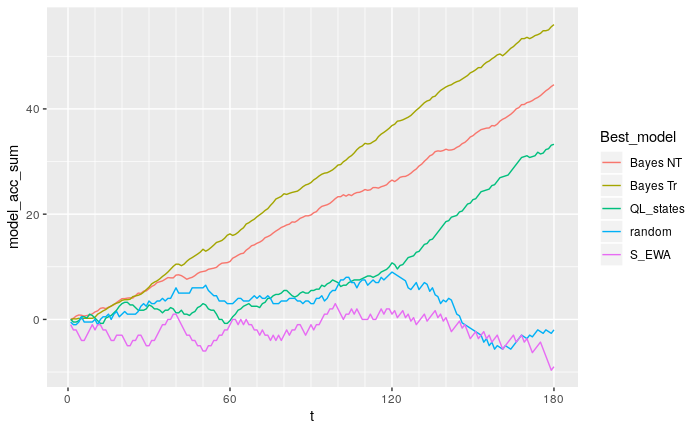 model_acc_sum
40
20
0
0
60
120
180
t
Best_model
Bayes NT
Bayes Tr
QL_states
random
S_EWA